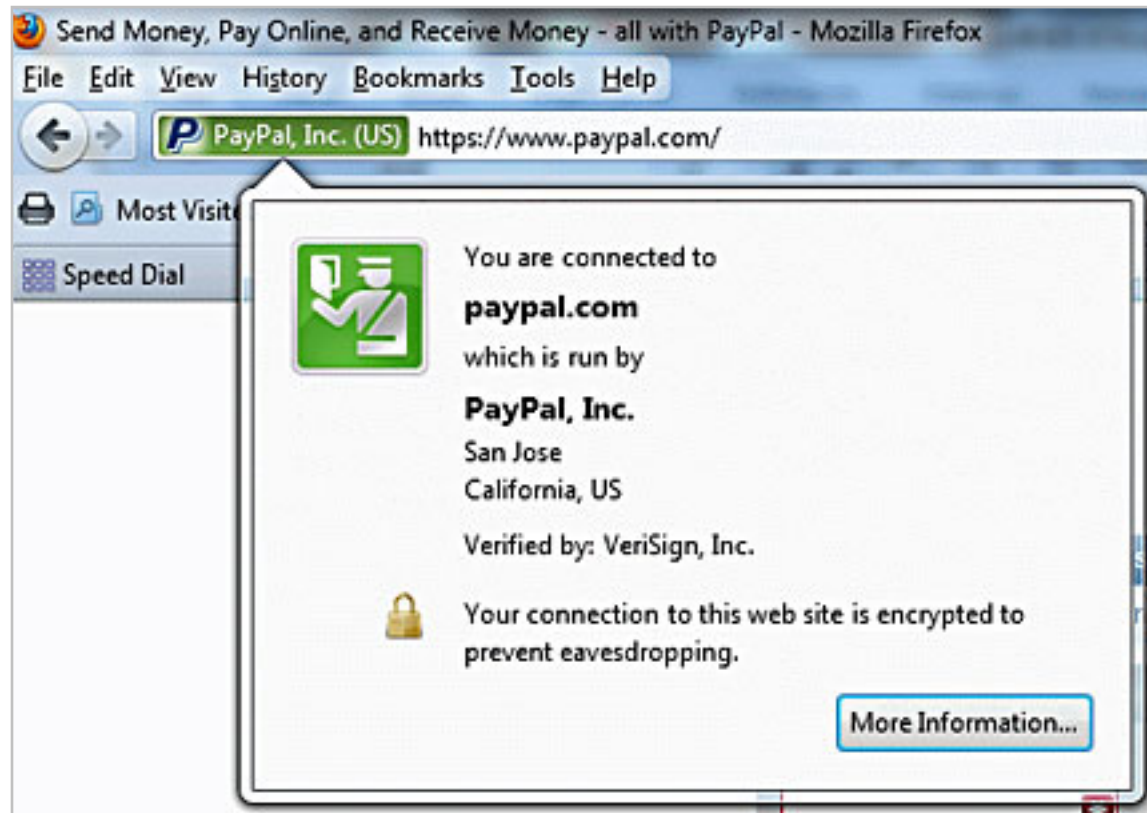 Send Money, Pay Online, and Receive Money - all with PayPal - Mozilla Firefox
File Edit View History Bookmarks Tools Help
PayPal, Inc. (US) https://www.paypal.com/
Most Visite
Speed Dial
You are connected to
paypal.com
which is run by
PayPal, Inc.
San Jose
California, US
Verified by: VeriSign, Inc.
Your connection to this web site is encrypted to
prevent eavesdropping.
More Information...